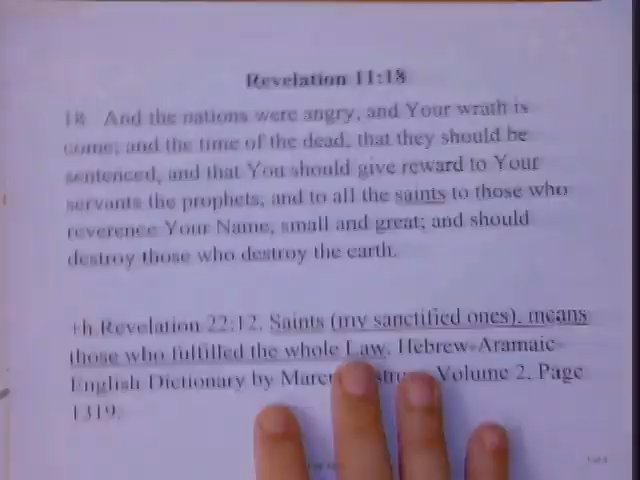 Revelation 11:18
18 And the nations were angry, and Your wrath is
come; and the time of the dead, that they should be
sentenced, and that You should give reward to Your
servants the prophets, and to all the saints to those who
reverence Your Name, small and great; and should
destroy those who destroy the earth.
Revelation 22:12. Saints (my sanctified ones), means
those who fulfilled the whole Law. Hebrew-Aramaic-
English Dictionary by Volume 2, Page
1319.